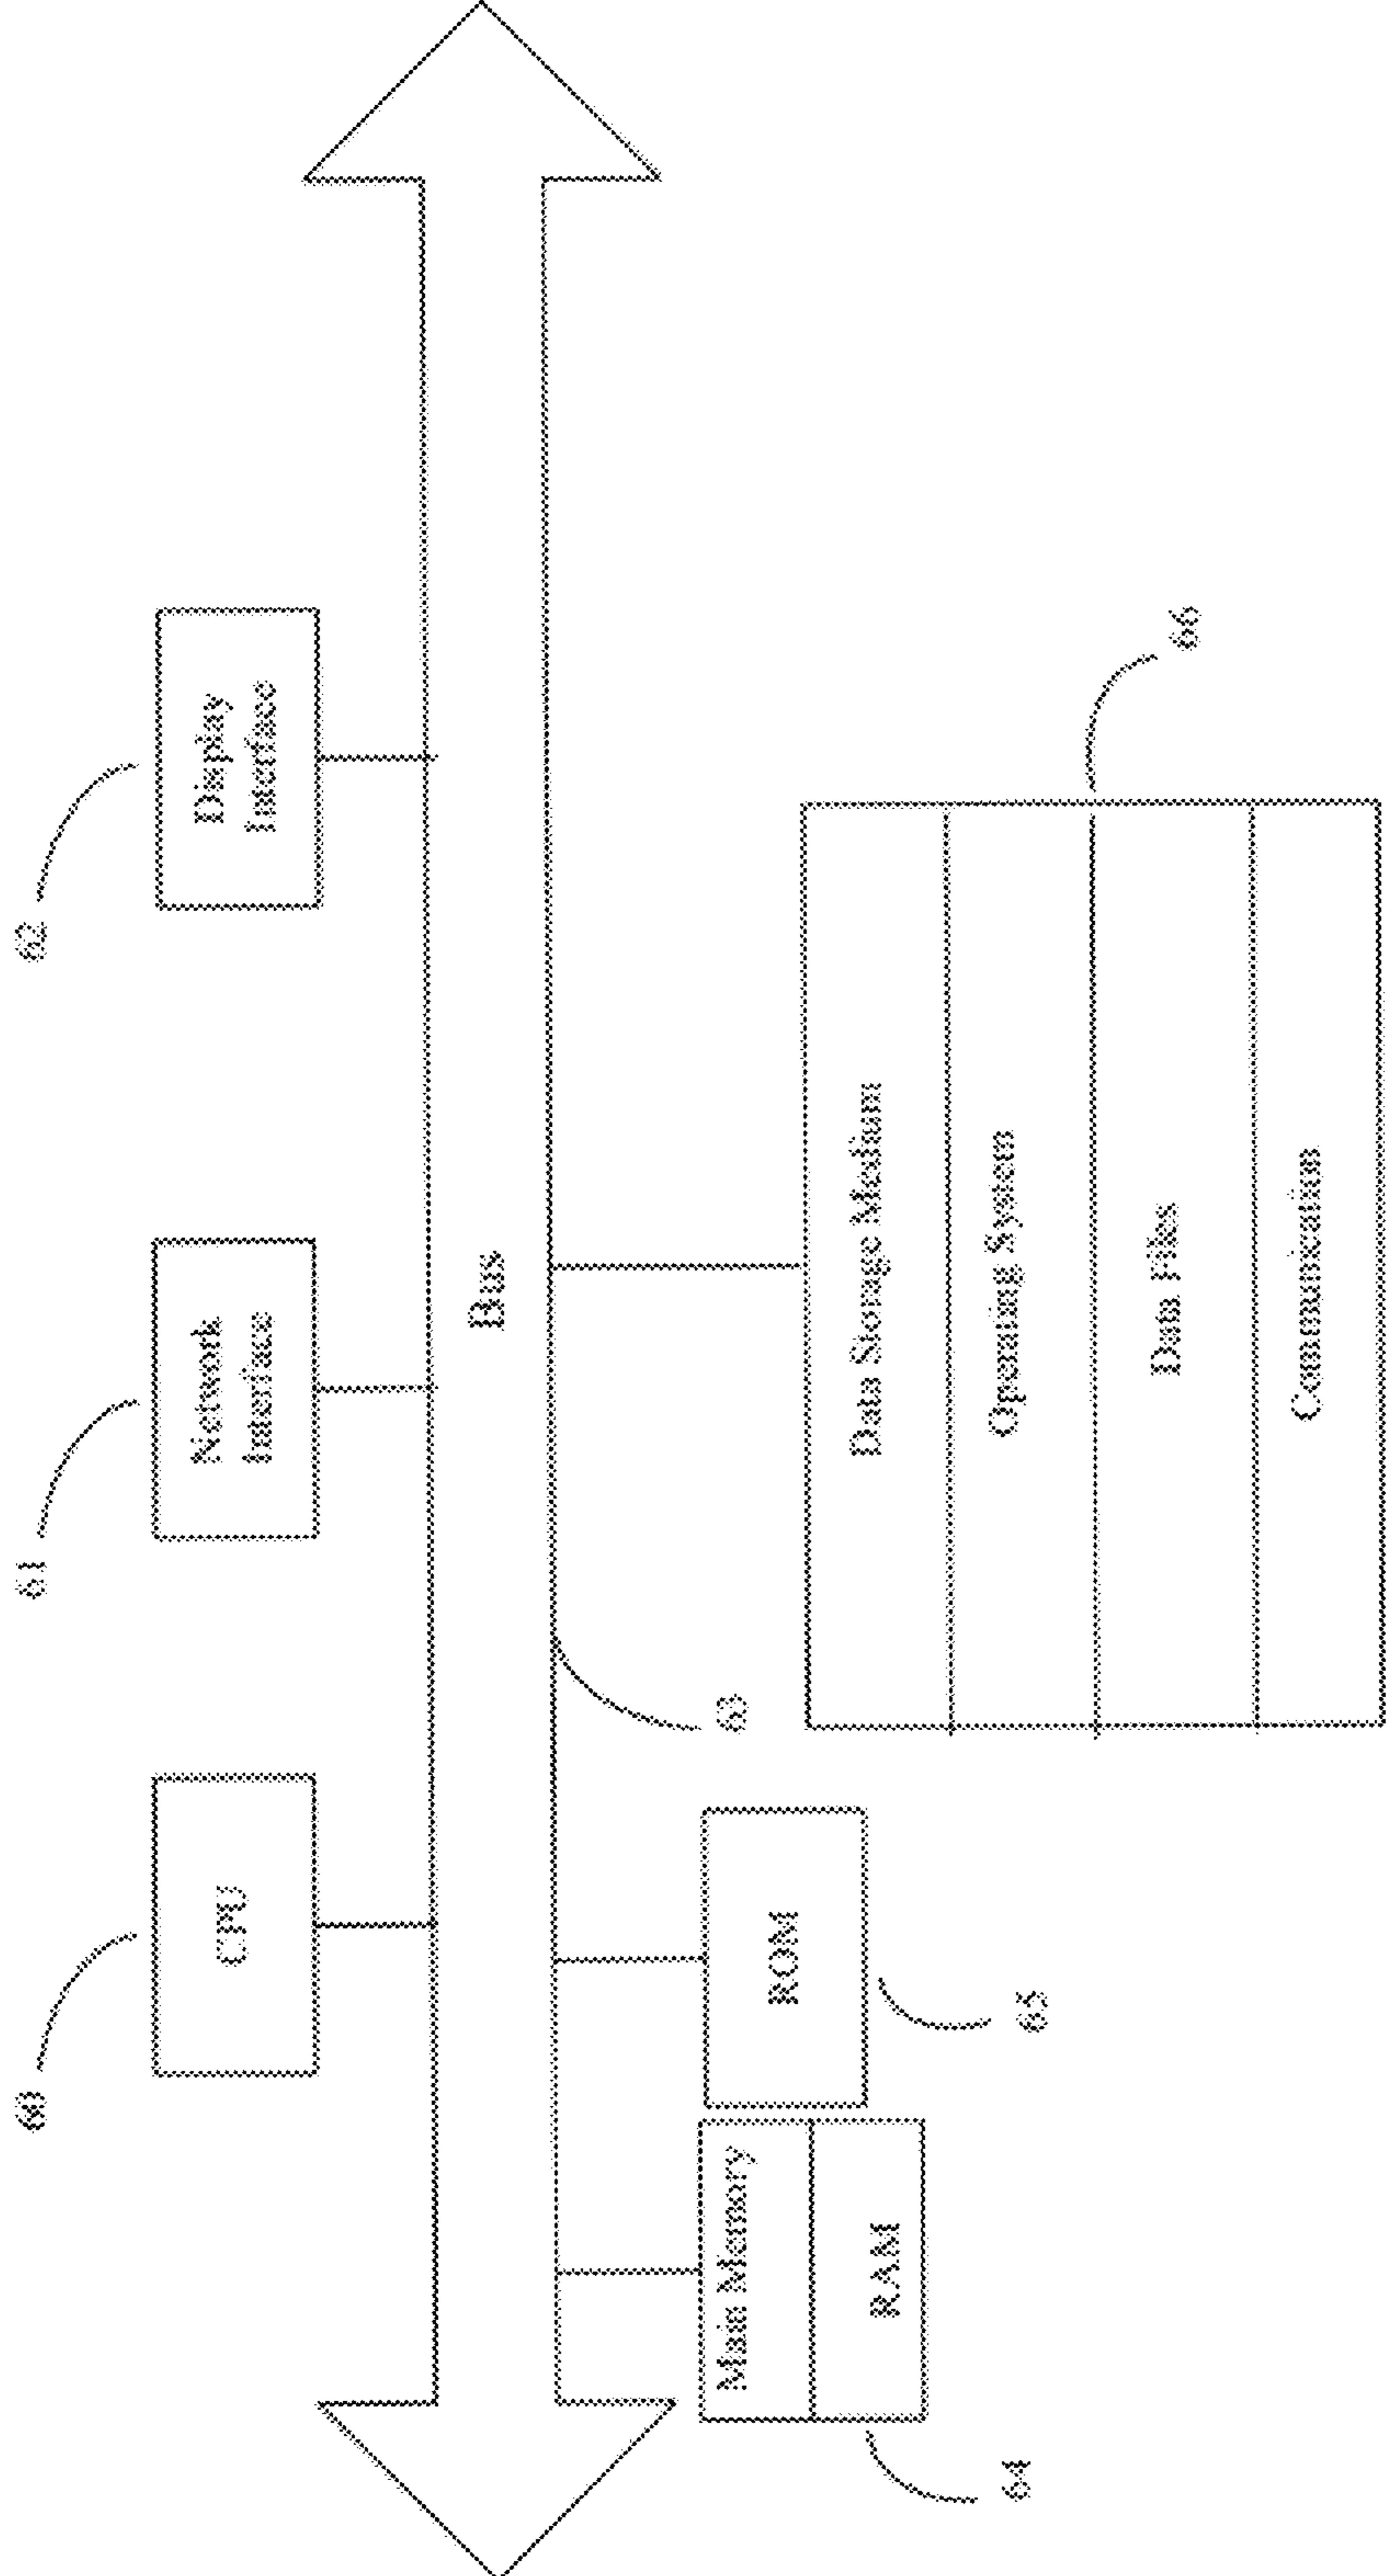 60
61
62
CPU
Network
Interface
Display
Interface
Bus
63
Main Memory
RAM
64
ROM
65
Data Storage Medium
Operating System
Data Files
Communication
66